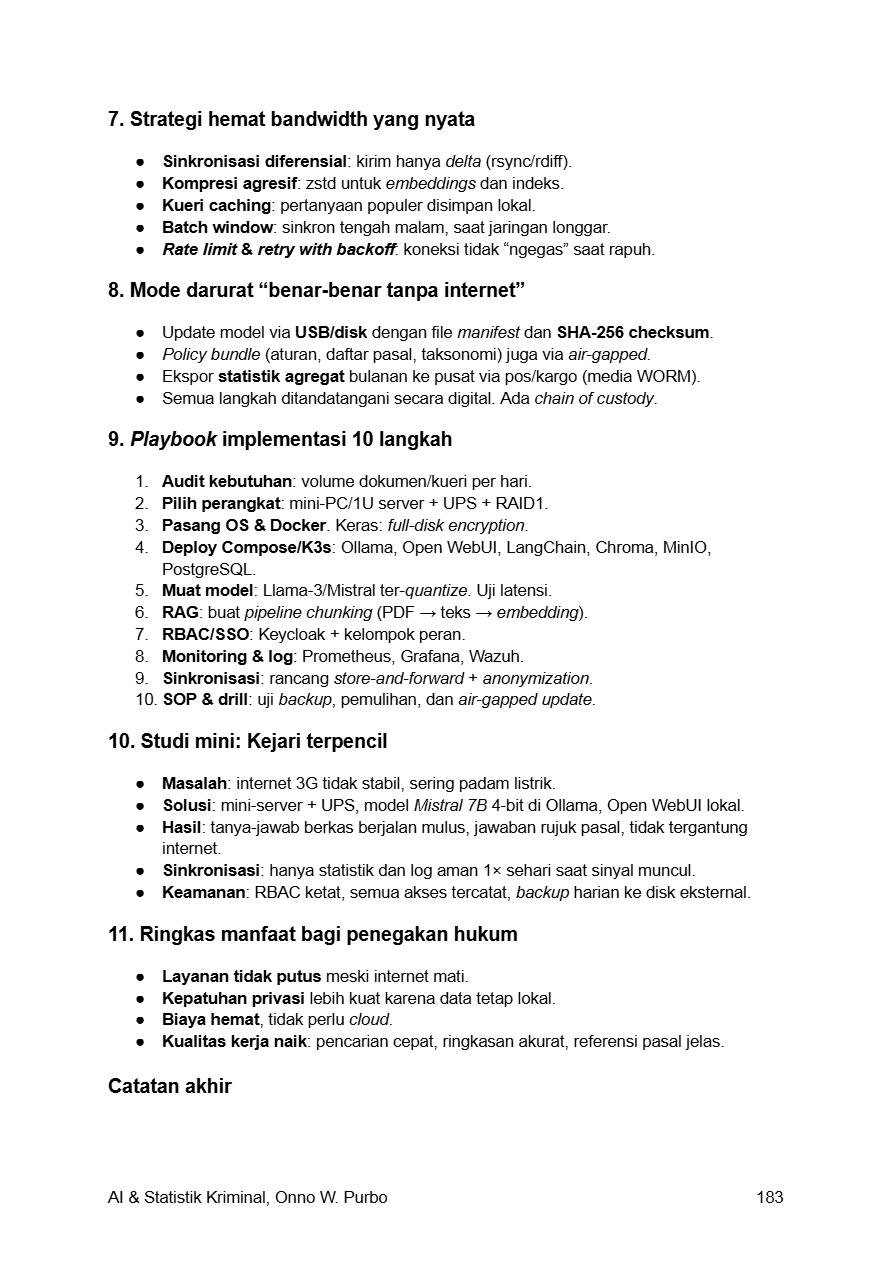 7. Strategi hemat bandwidth yang nyata
● Sinkronisasi diferensial: kirim hanya delta (rsync/rdiff).
● Kompresi agresif: zstd untuk embeddings dan indeks.
● Kueri caching: pertanyaan populer disimpan lokal.
● Batch window: sinkron tengah malam, saat jaringan longgar.
● Rate limit & retry with backoff: koneksi tidak “ngegas” saat rapuh.
8. Mode darurat “benar-benar tanpa internet”
● Update model via USB/disk dengan file manifest dan SHA-256 checksum.
● Policy bundle (aturan, daftar pasal, taksonomi) juga via air-gapped.
● Ekspor statistik agregat bulanan ke pusat via pos/kargo (media WORM).
● Semua langkah ditandatangani secara digital. Ada chain of custody.
9. Playbook implementasi 10 langkah
1. Audit kebutuhan: volume dokumen/kueri per hari.
2. Pilih perangkat: mini-PC/1U server + UPS + RAID1.
3. Pasang OS & Docker. Keras: full-disk encryption.
4. Deploy Compose/K3s: Ollama, Open WebUI, LangChain, Chroma, MinIO,
PostgreSQL.
5. Muat model: Llama-3/Mistral ter-quantize. Uji latensi.
6. RAG: buat pipeline chunking (PDF → teks → embedding).
7. RBAC/SSO: Keycloak + kelompok peran.
8. Monitoring & log: Prometheus, Grafana, Wazuh.
9. Sinkronisasi: rancang store-and-forward + anonymization.
10. SOP & drill: uji backup, pemulihan, dan air-gapped update.
10. Studi mini: Kejari terpencil
● Masalah: internet 3G tidak stabil, sering padam listrik.
● Solusi: mini-server + UPS, model Mistral 7B 4-bit di Ollama, Open WebUI lokal.
● Hasil: tanya-jawab berkas berjalan mulus, jawaban rujuk pasal, tidak tergantung
internet.
● Sinkronisasi: hanya statistik dan log aman 1× sehari saat sinyal muncul.
● Keamanan: RBAC ketat, semua akses tercatat, backup harian ke disk eksternal.
11. Ringkas manfaat bagi penegakan hukum
● Layanan tidak putus meski internet mati.
● Kepatuhan privasi lebih kuat karena data tetap lokal.
● Biaya hemat, tidak perlu cloud.
● Kualitas kerja naik: pencarian cepat, ringkasan akurat, referensi pasal jelas.
Catatan akhir
AI & Statistik Kriminal, Onno W. Purbo 183